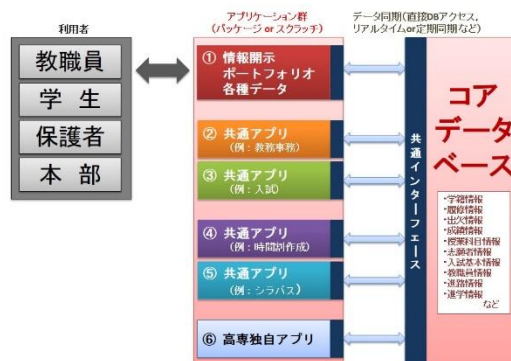 利用者
教職員
学生
保護者
本部
アプリケーション群
(パッケージ or スクラッチ)
① 情報開示
ポートフォリオ
各種データ
② 共通アプリ
(例：教務事務)
③ 共通アプリ
(例：入試)
④ 共通アプリ
(例：時間割作成)
⑤ 共通アプリ
(例：シラバス)
⑥ 高専独自アプリ
データ同期(直接DBアクセス,
リアルタイムor定期同期など)
共通インターフェース
コア
データ
ベース
・学籍情報
・履修情報
・出欠情報
・成績情報
・授業科目情報
・志願者情報
・入試基本情報
・教職員情報
・進路情報
・進学情報
など